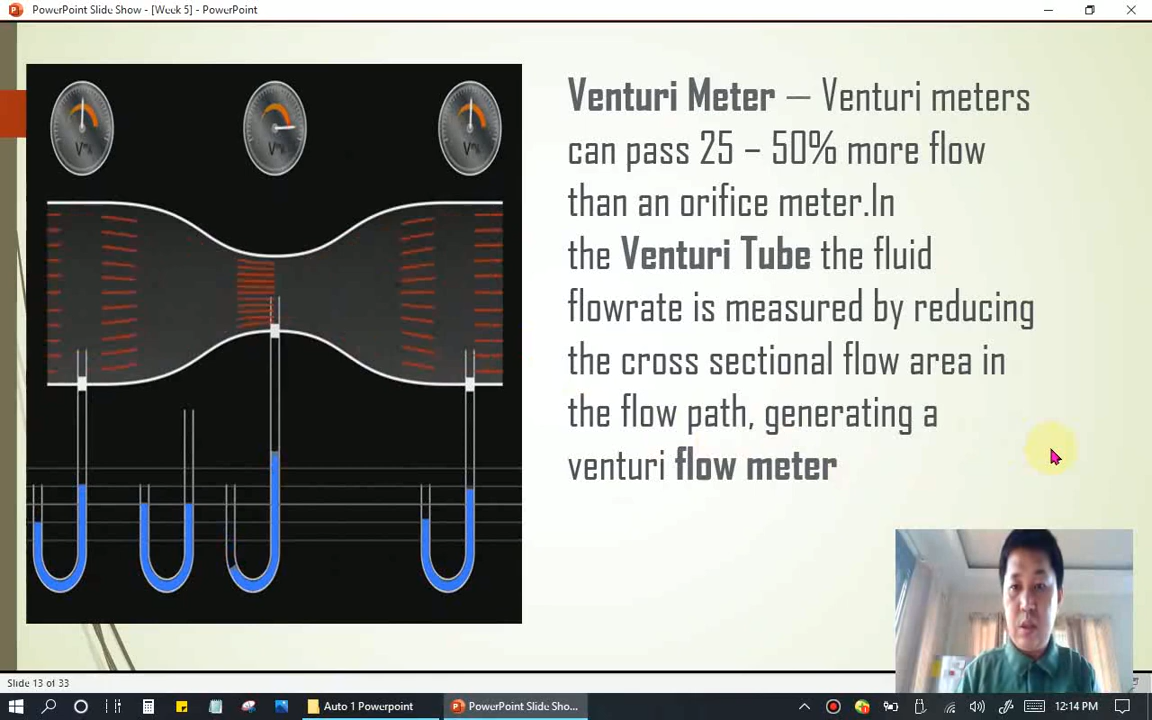 PowerPoint Slide Show - [Week 5] - PowerPoint
Venturi Meter — Venturi meters
can pass 25 – 50% more flow
than an orifice meter.In
the Venturi Tube the fluid
flowrate is measured by reducing
the cross sectional flow area in
the flow path, generating a
venturi flow meter
Slide 13 of 33
Auto 1 Powerpoint
PowerPoint Slide Sho...
12:14 PM